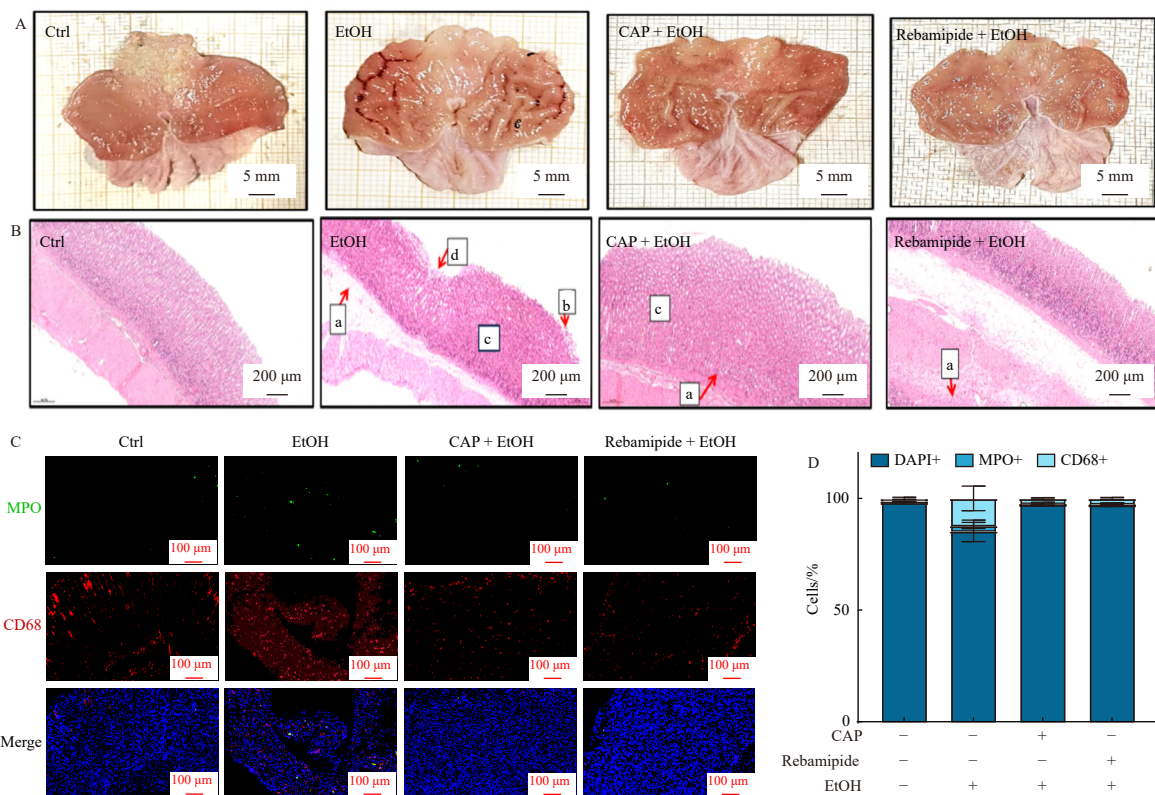 A
Ctrl
EtOH
CAP + EtOH
Rebamipide + EtOH
5 mm
5 mm
5 mm
5 mm
B
Ctrl
EtOH
CAP + EtOH
Rebamipide + EtOH
a
d
b
c
c
a
a
200 μm
200 μm
200 μm
200 μm
C
Ctrl
EtOH
CAP + EtOH
Rebamipide + EtOH
MPO
100 μm
100 μm
100 μm
100 μm
CD68
100 μm
100 μm
100 μm
100 μm
Merge
100 μm
100 μm
100 μm
100 μm
D
DAPI+ MPO+ CD68+
Cells/%
100
50
0
CAP − − + −
Rebamipide − − − +
EtOH − + + +